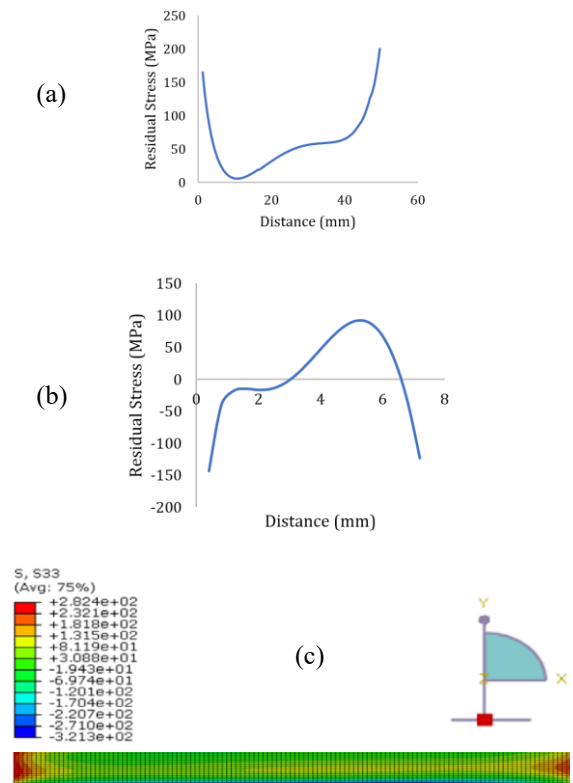 (a)
Residual Stress (MPa)
250
200
150
100
50
0
0 20 40 60
Distance (mm)
(b)
Residual Stress (MPa)
150
100
50
0
-50
-100
-150
-200
0 2 4 6 8
Distance (mm)
S, S33
(Avg: 75%)
+2.824e+02
+2.321e+02
+1.818e+02
+1.315e+02
+8.119e+01
+3.088e+01
-1.943e+01
-6.974e+01
-1.201e+02
-1.704e+02
-2.207e+02
-2.710e+02
-3.213e+02
(c)
Y
Z X